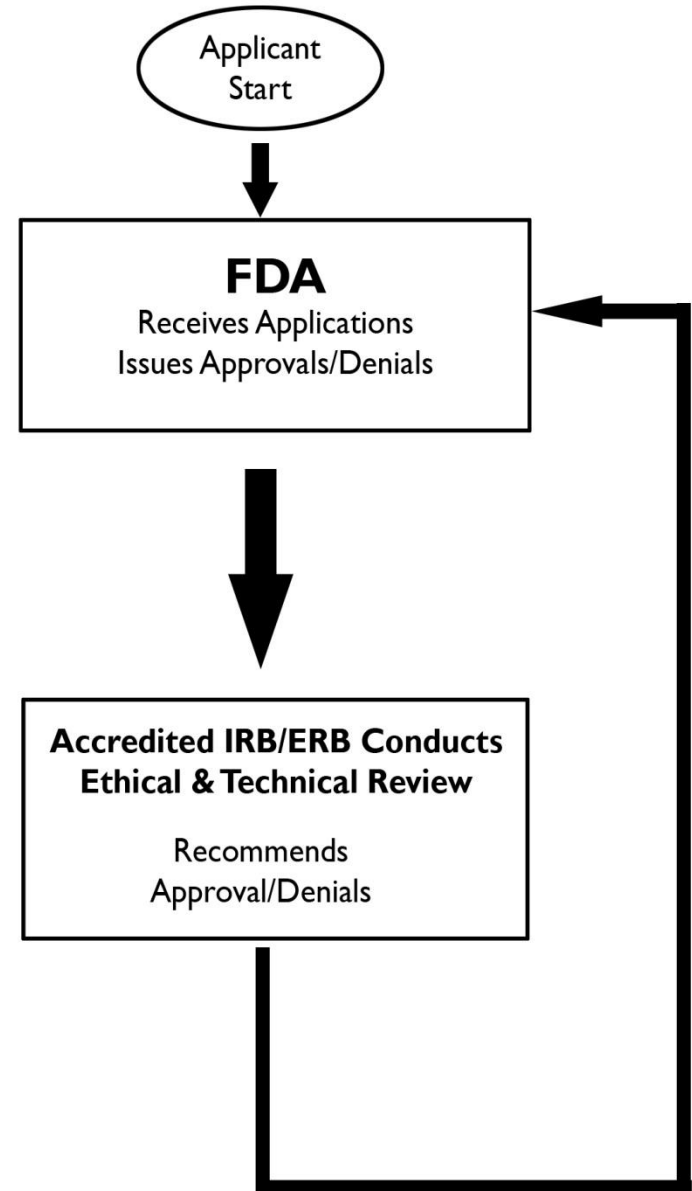 Applicant
Start
FDA
Receives Applications
Issues Approvals/Denials
Accredited IRB/ERB Conducts
Ethical & Technical Review
Recommends
Approval/Denials